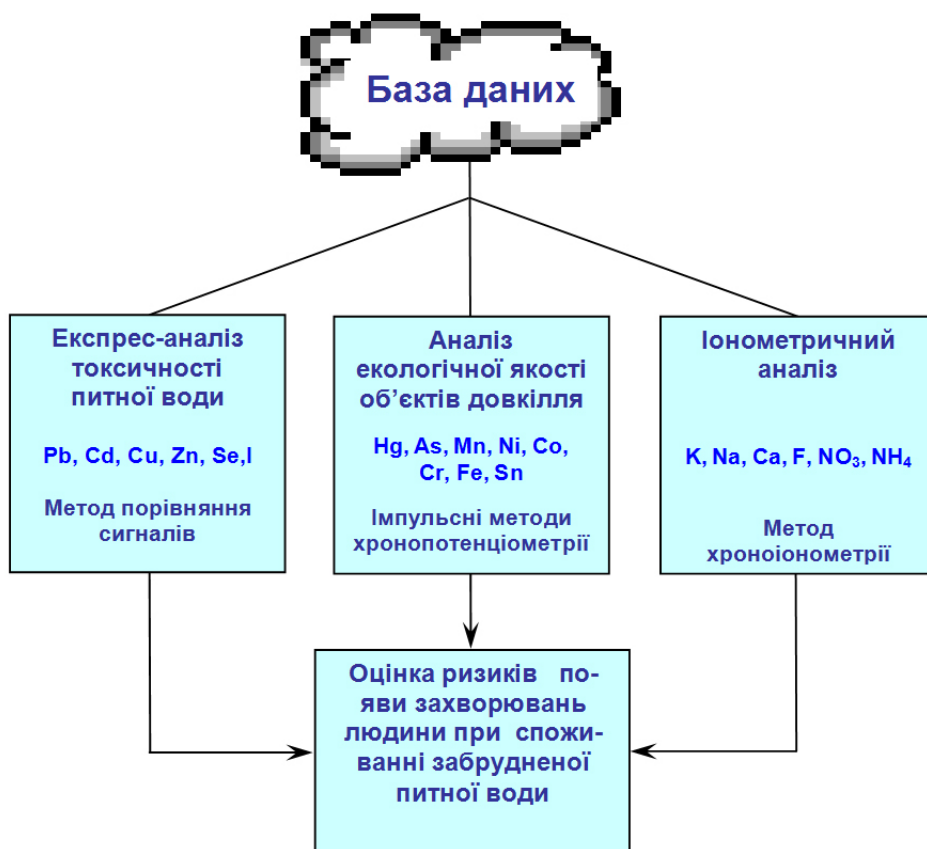 База даних
Експрес-аналіз
токсичності
питної води
Pb, Cd, Cu, Zn, Se,I
Метод порівняння
сигналів
Аналіз
екологічної якості
об’єктів довкілля
Hg, As, Mn, Ni, Co,
Cr, Fe, Sn
Імпульсні методи
хронопотенціометрії
Іонометричний
аналіз
K, Na, Ca, F, NO₃, NH₄
Метод
хроноіонометрії
Оцінка ризиків по-
яви захворювань
людини при спожи-
ванні забрудненої
питної води